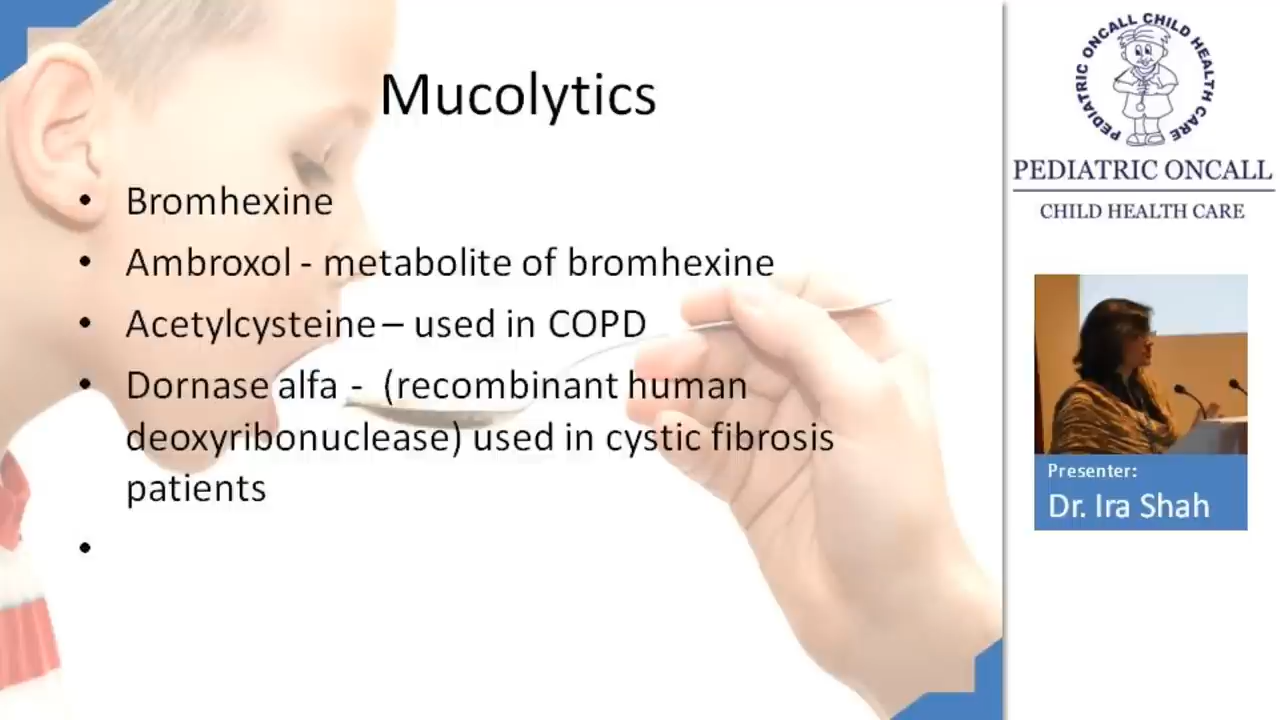 Mucolytics
• Bromhexine
• Ambroxol - metabolite of bromhexine
• Acetylcysteine – used in COPD
• Dornase alfa - (recombinant human
deoxyribonuclease) used in cystic fibrosis
patients
•
PEDIATRIC ONCALL CHILD HEALTH CARE
PEDIATRIC ONCALL
CHILD HEALTH CARE
Presenter:
Dr. Ira Shah